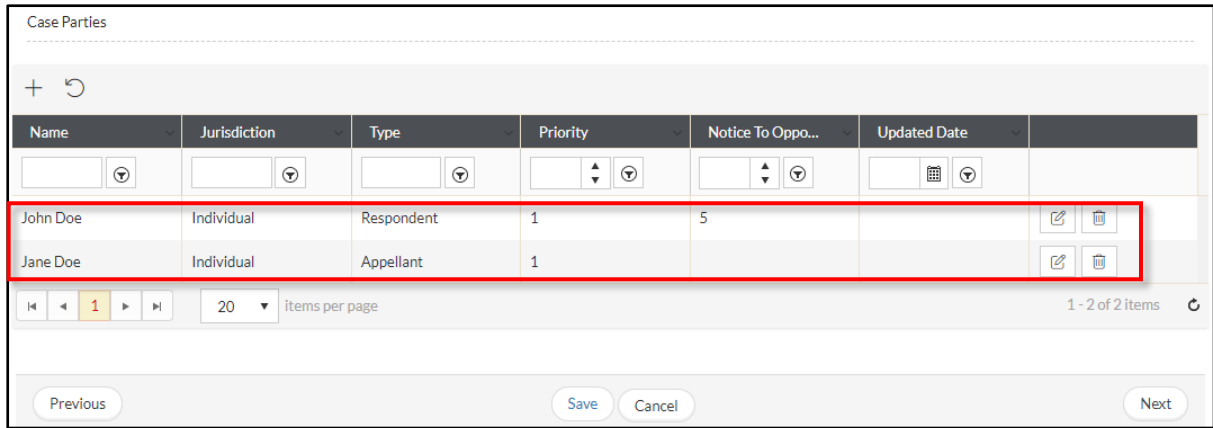 Case Parties
Name Jurisdiction Type Priority Notice To Oppo... Updated Date
John Doe Individual Respondent 1 5
Jane Doe Individual Appellant 1
1 20 items per page 1 - 2 of 2 items
Previous Save Cancel Next